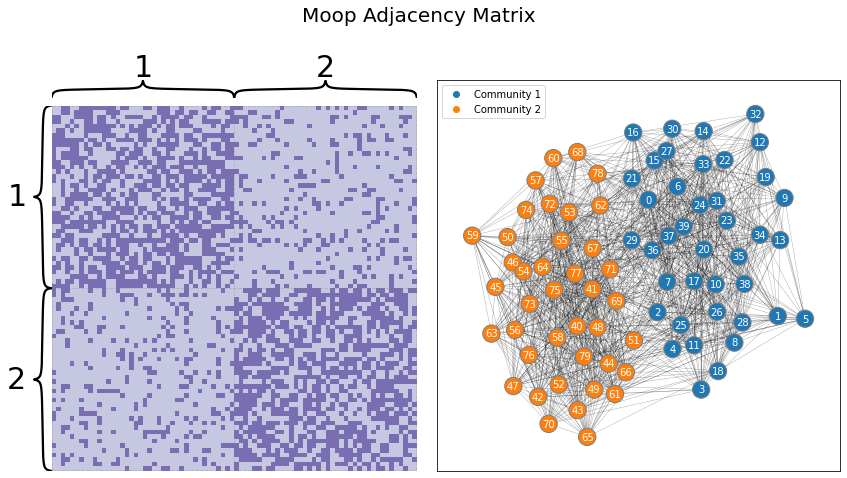 Moop Adjacency Matrix
1 2
1
2
Community 1
Community 2
32
30
16 14
12
27
68
60 15 33 22
78
57 21 19
6
0 9
72 62 24 31
74 53
23
39
59 50 37 34
55 29 13
67 36 20
35
46 64
54 77 71
7 17 10 38
45 75 41
73 69
2 26
1 5
40 48 25 28
63 56
58 51
11 8
4
76 79
44
66 18
52
47 49 3
42 61
43
70
65